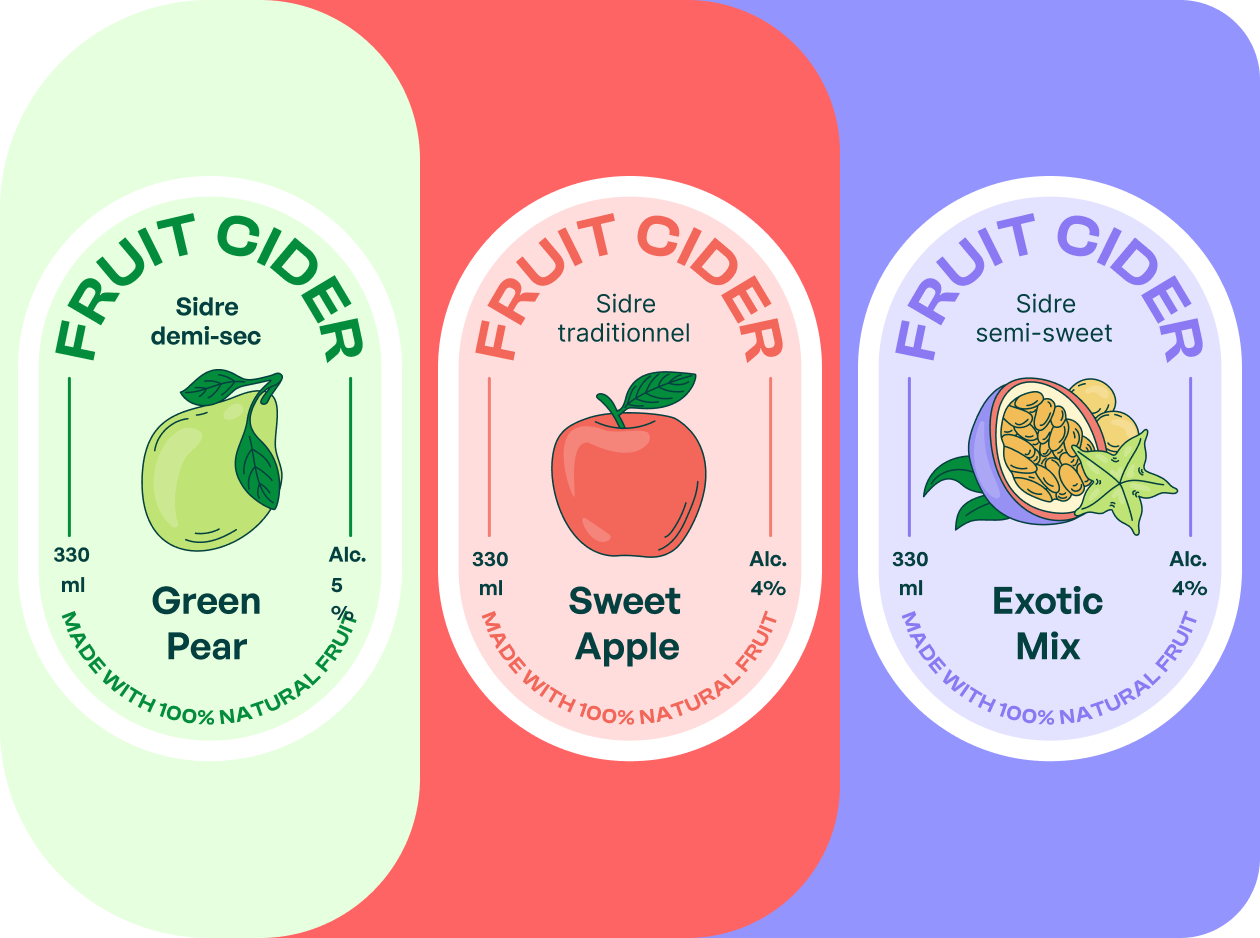 FRUIT CIDER
Sidre
demi-sec
330
ml
Alc.
5
%
Green
Pear
MADE WITH 100% NATURAL FRUIT
FRUIT CIDER
Sidre
traditionnel
330
ml
Alc.
4%
Sweet
Apple
MADE WITH 100% NATURAL FRUIT
FRUIT CIDER
Sidre
semi-sweet
330
ml
Alc.
4%
Exotic
Mix
MADE WITH 100% NATURAL FRUIT